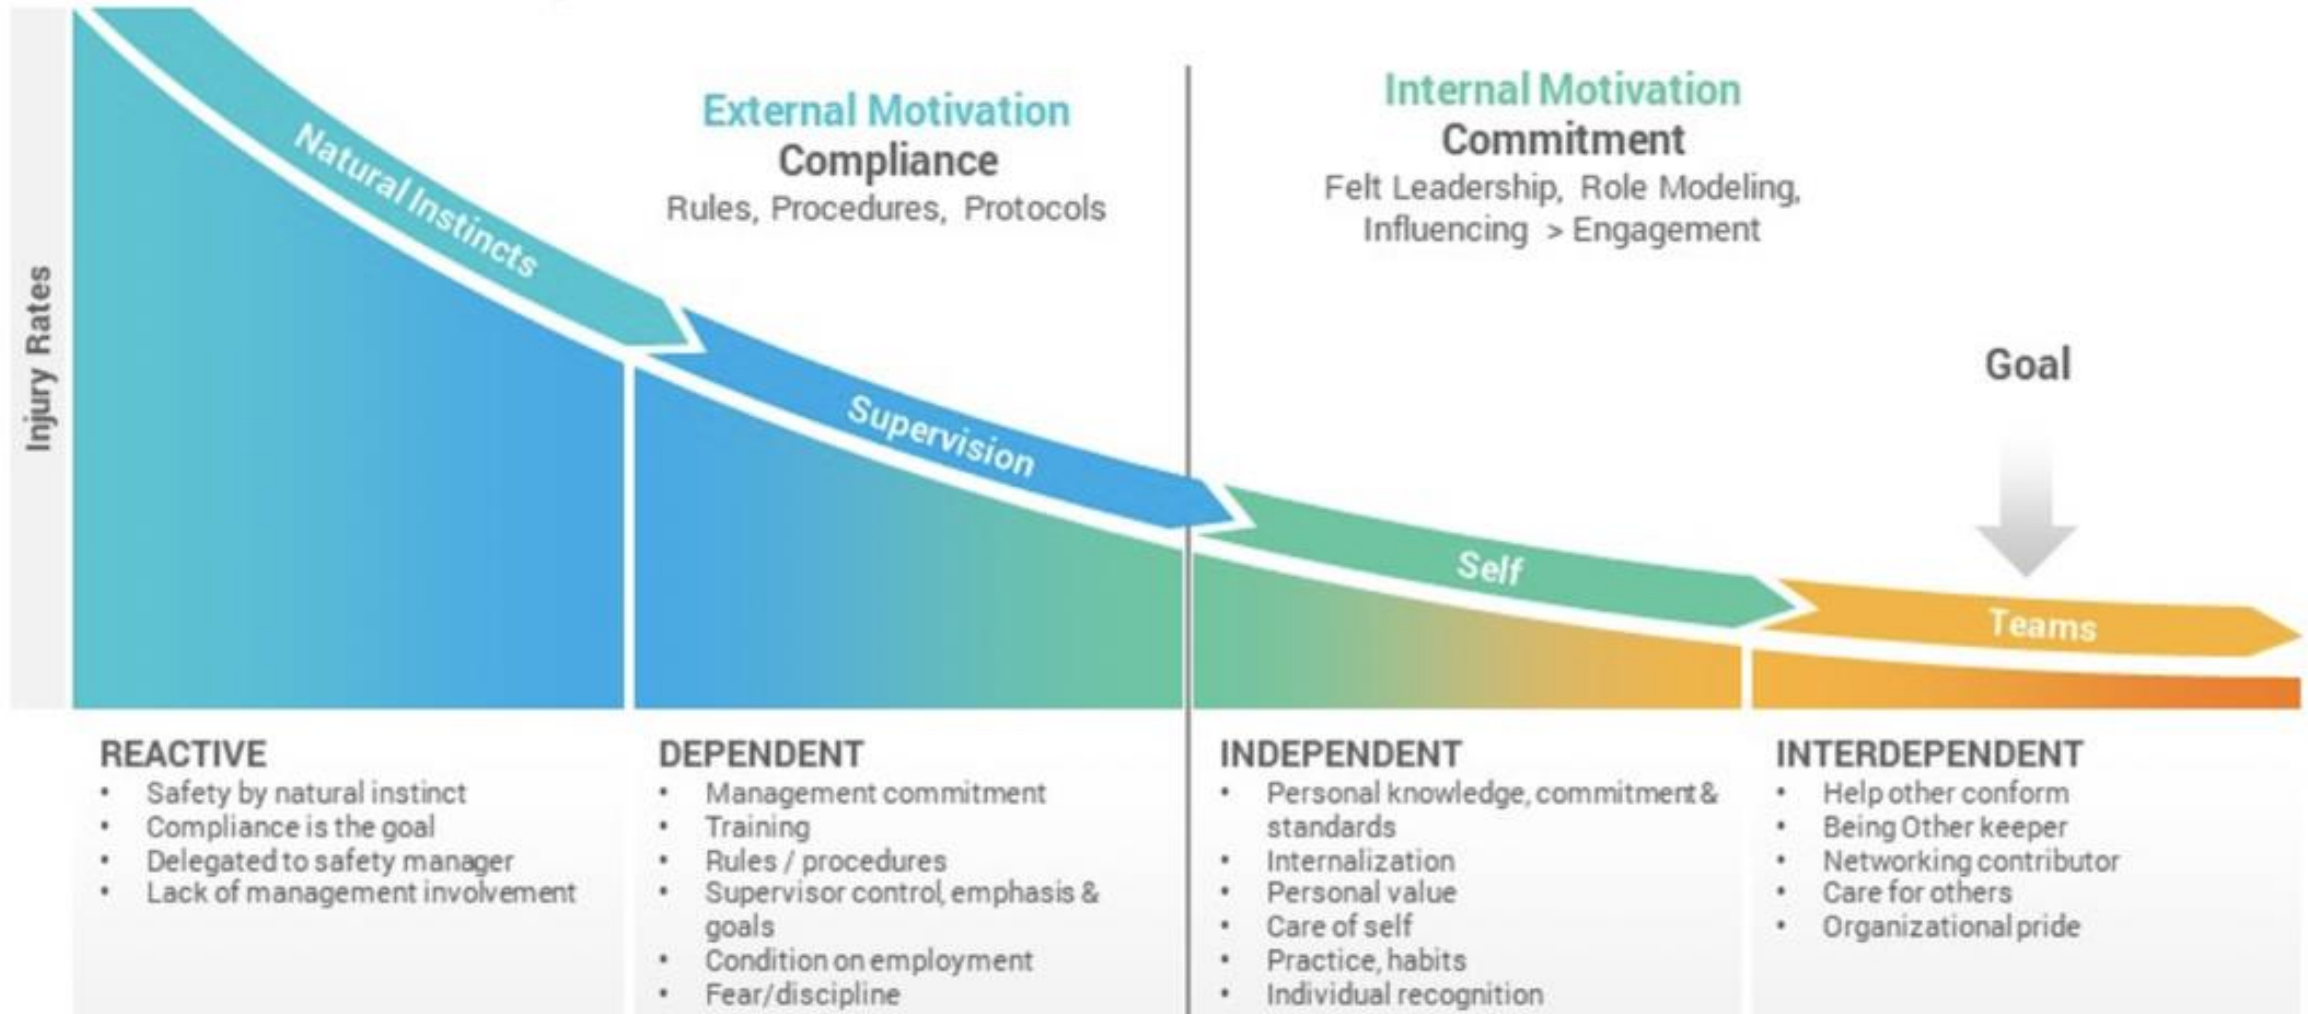 Injury Rates
Natural Instincts
Supervision
Self
Teams
External Motivation
Compliance
Rules, Procedures, Protocols
Internal Motivation
Commitment
Felt Leadership, Role Modeling,
Influencing > Engagement
Goal
REACTIVE
• Safety by natural instinct
• Compliance is the goal
• Delegated to safety manager
• Lack of management involvement
DEPENDENT
• Management commitment
• Training
• Rules / procedures
• Supervisor control, emphasis &
goals
• Condition on employment
• Fear/discipline
INDEPENDENT
• Personal knowledge, commitment &
standards
• Internalization
• Personal value
• Care of self
• Practice, habits
• Individual recognition
INTERDEPENDENT
• Help other conform
• Being Other keeper
• Networking contributor
• Care for others
• Organizational pride